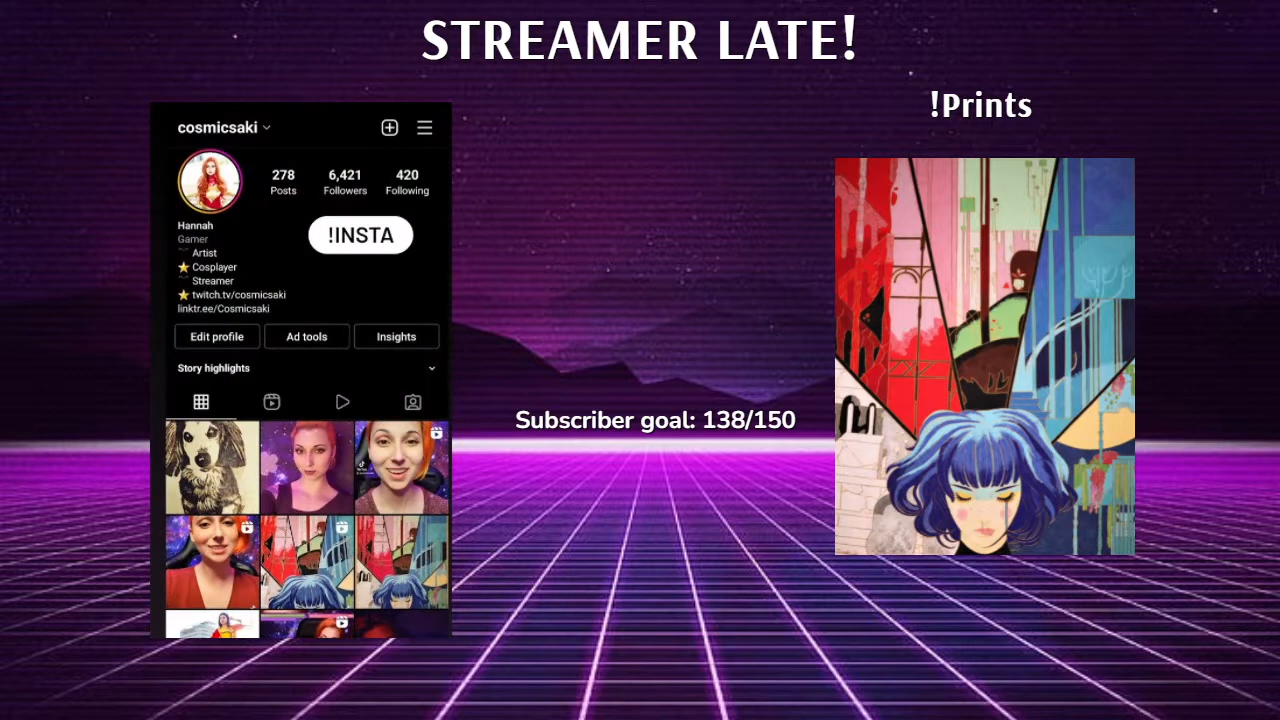 STREAMER LATE!
!Prints
cosmicsaki
278
6,421
420
Posts
Followers
Following
Hannah
Gamer
!INSTA
Artist
Cosplayer
Streamer
twitch.tv/cosmicsaki
linktr.ee/Cosmicsaki
Edit profile
Ad tools
Insights
Story highlights
Subscriber goal: 138/150